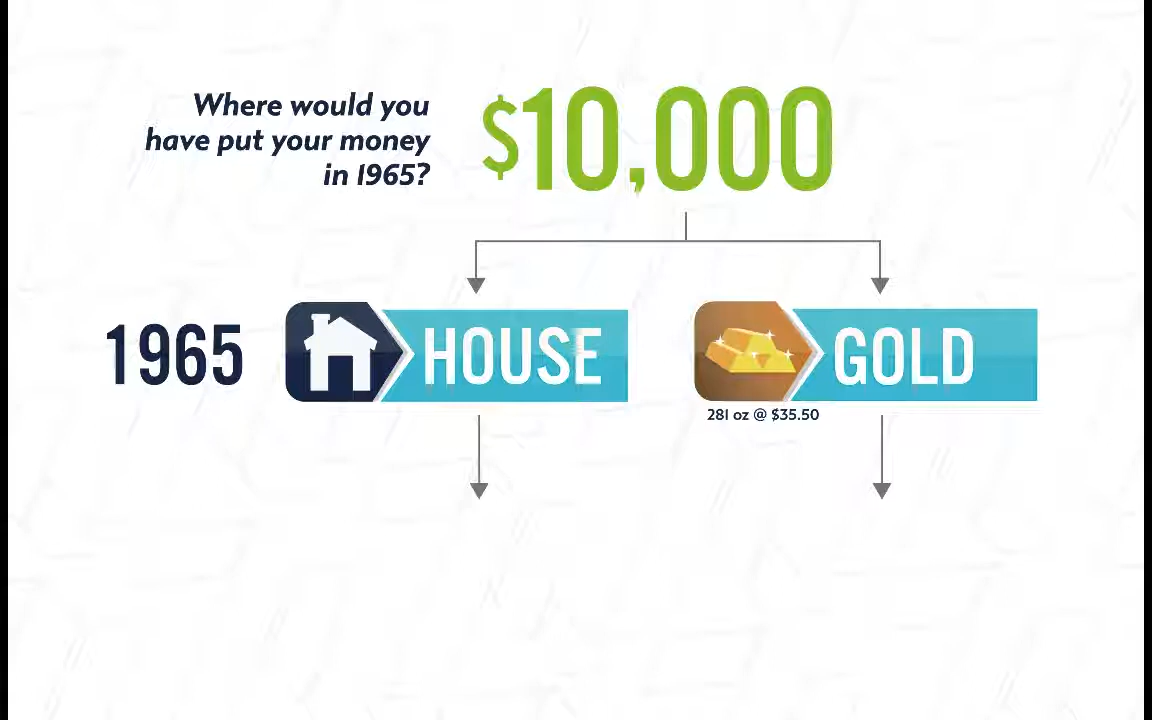 Where would you
have put your money
in 1965?
$10,000
1965
HOUSE
GOLD
281 oz @ $35.50